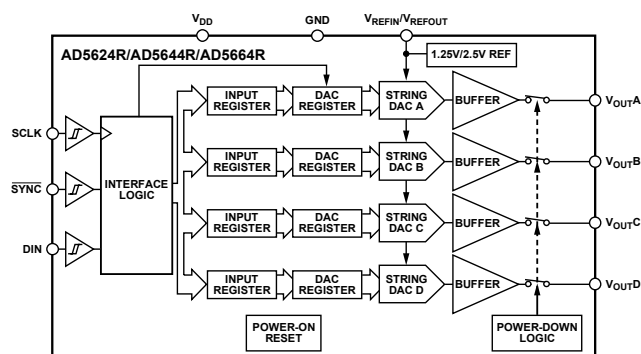 VDD
GND
VREFIN/VREFOUT
AD5624R/AD5644R/AD5664R
1.25V/2.5V REF
SCLK
SYNC
DIN
INTERFACE
LOGIC
INPUT
REGISTER
DAC
REGISTER
STRING
DAC A
BUFFER
VOUTA
INPUT
REGISTER
DAC
REGISTER
STRING
DAC B
BUFFER
VOUTB
INPUT
REGISTER
DAC
REGISTER
STRING
DAC C
BUFFER
VOUTC
INPUT
REGISTER
DAC
REGISTER
STRING
DAC D
BUFFER
VOUTD
POWER-ON
RESET
POWER-DOWN
LOGIC